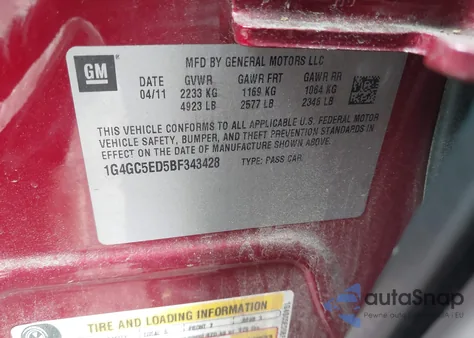 MFD BY GENERAL MOTORS LLC
GM
DATE GVWR GAWR FRT GAWR RR
04/11 2233 KG 1169 KG 1064 KG
4923 LB 2577 LB 2345 LB
THIS VEHICLE CONFORMS TO ALL APPLICABLE U.S. FEDERAL MOTOR
VEHICLE SAFETY, BUMPER, AND THEFT PREVENTION STANDARDS IN
EFFECT ON THE DATE OF MANUFACTURE SHOWN ABOVE.
1G4GC5ED5BF343428 TYPE: PASS CAR
TIRE AND LOADING INFORMATION
autoSnap